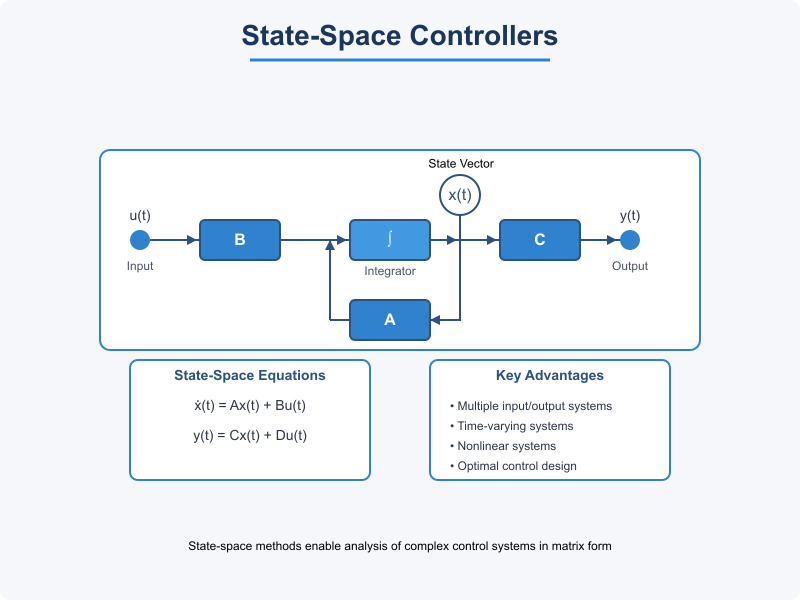 State-Space Controllers
State Vector
x(t)
u(t)
y(t)
B
∫
C
Input
Integrator
Output
A
State-Space Equations
ẋ(t) = Ax(t) + Bu(t)
y(t) = Cx(t) + Du(t)
Key Advantages
• Multiple input/output systems
• Time-varying systems
• Nonlinear systems
• Optimal control design
State-space methods enable analysis of complex control systems in matrix form